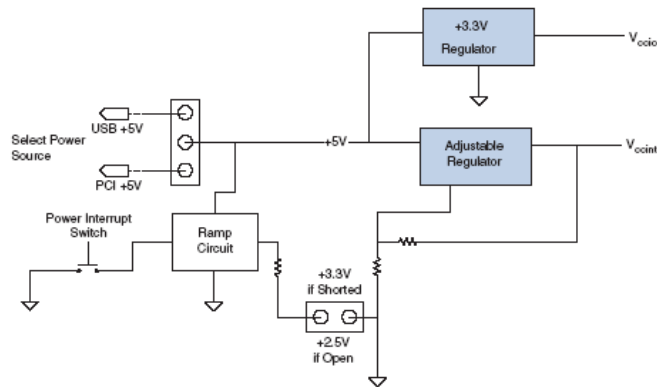 +3.3V
Regulator
Vccio
USB +5V
Select Power
Source
+5V
Adjustable
Regulator
Vccint
PCI +5V
Power Interrupt
Switch
Ramp
Circuit
+3.3V
if Shorted
+2.5V
if Open